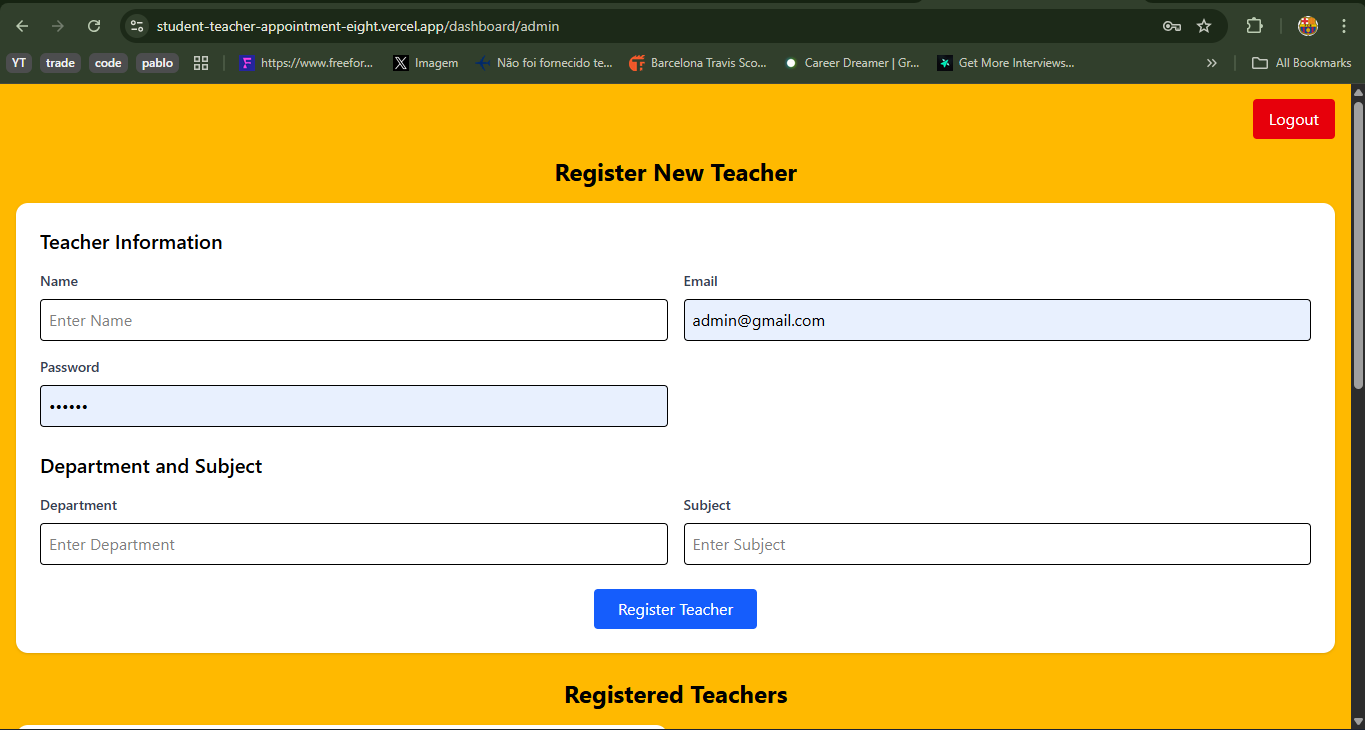 student-teacher-appointment-eight.vercel.app/dashboard/admin
YT trade code pablo https://www.freefor... Imagem Não foi fornecido te... Barcelona Travis Sco... Career Dreamer | Gr... Get More Interviews... » All Bookmarks
Logout
Register New Teacher
Teacher Information
Name Email
Enter Name admin@gmail.com
Password
••••••
Department and Subject
Department Subject
Enter Department Enter Subject
Register Teacher
Registered Teachers